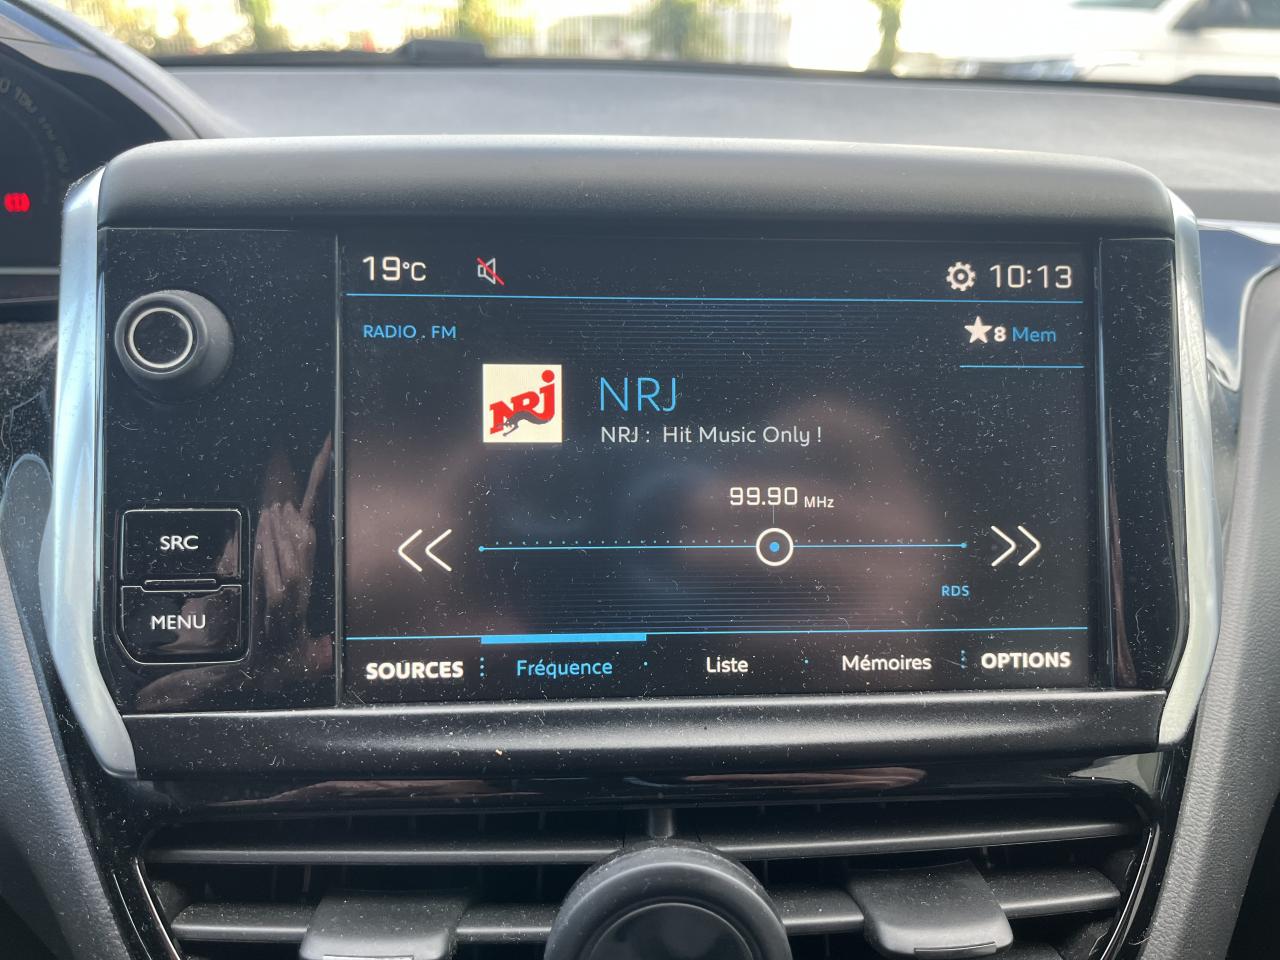 19°C
10:13
RADIO . FM
8 Mem
NRJ
NRJ
NRJ : Hit Music Only !
99.90 MHz
SRC
RDS
MENU
SOURCES
Fréquence
Liste
Mémoires
OPTIONS